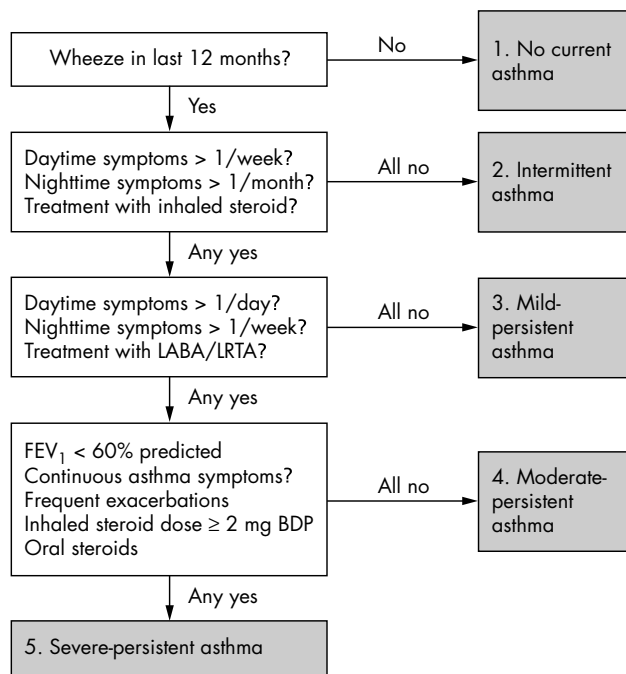 Wheeze in last 12 months?
No
1. No current
asthma
Yes
Daytime symptoms > 1/week?
Nighttime symptoms > 1/month?
Treatment with inhaled steroid?
All no
2. Intermittent
asthma
Any yes
Daytime symptoms > 1/day?
Nighttime symptoms > 1/week?
Treatment with LABA/LRTA?
All no
3. Mild-
persistent
asthma
Any yes
FEV₁ < 60% predicted
Continuous asthma symptoms?
Frequent exacerbations
Inhaled steroid dose ≥ 2 mg BDP
Oral steroids
All no
4. Moderate-
persistent
asthma
Any yes
5. Severe-persistent asthma